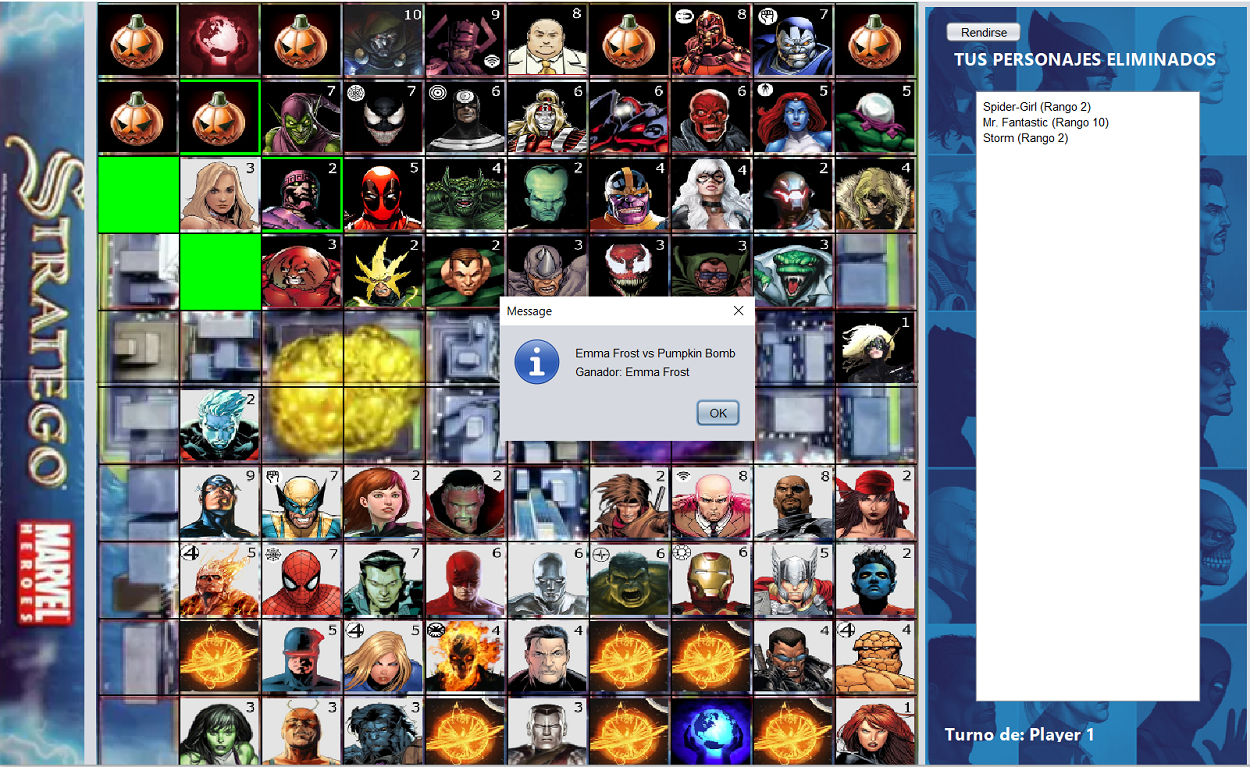 STRATEGO
MARVEL
HEROES
10 9 8 8 7
7 7 6 6 6 5 5
3 2 5 4 2 4 4 2 4
3 2 2 3 3 3 3
1
2
9 7 2 2 8 8 2
4 5 7 7 6 6 6 6 5 2
5 4 5 4 4 4 4
3 3 3 3 1
Message
Emma Frost vs Pumpkin Bomb
Ganador: Emma Frost
OK
Rendirse
TUS PERSONAJES ELIMINADOS
Spider-Girl (Rango 2)
Mr. Fantastic (Rango 10)
Storm (Rango 2)
Turno de: Player 1